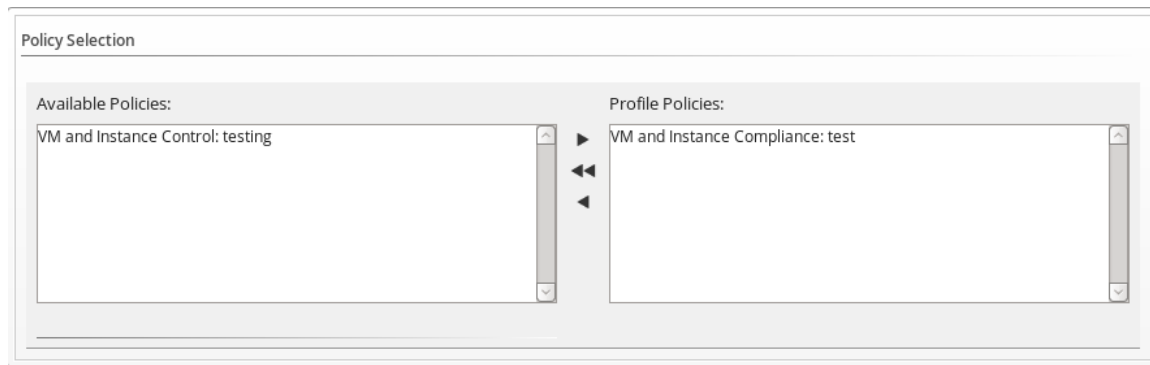 Policy Selection
Available Policies:
Profile Policies:
VM and Instance Control: testing
VM and Instance Compliance: test